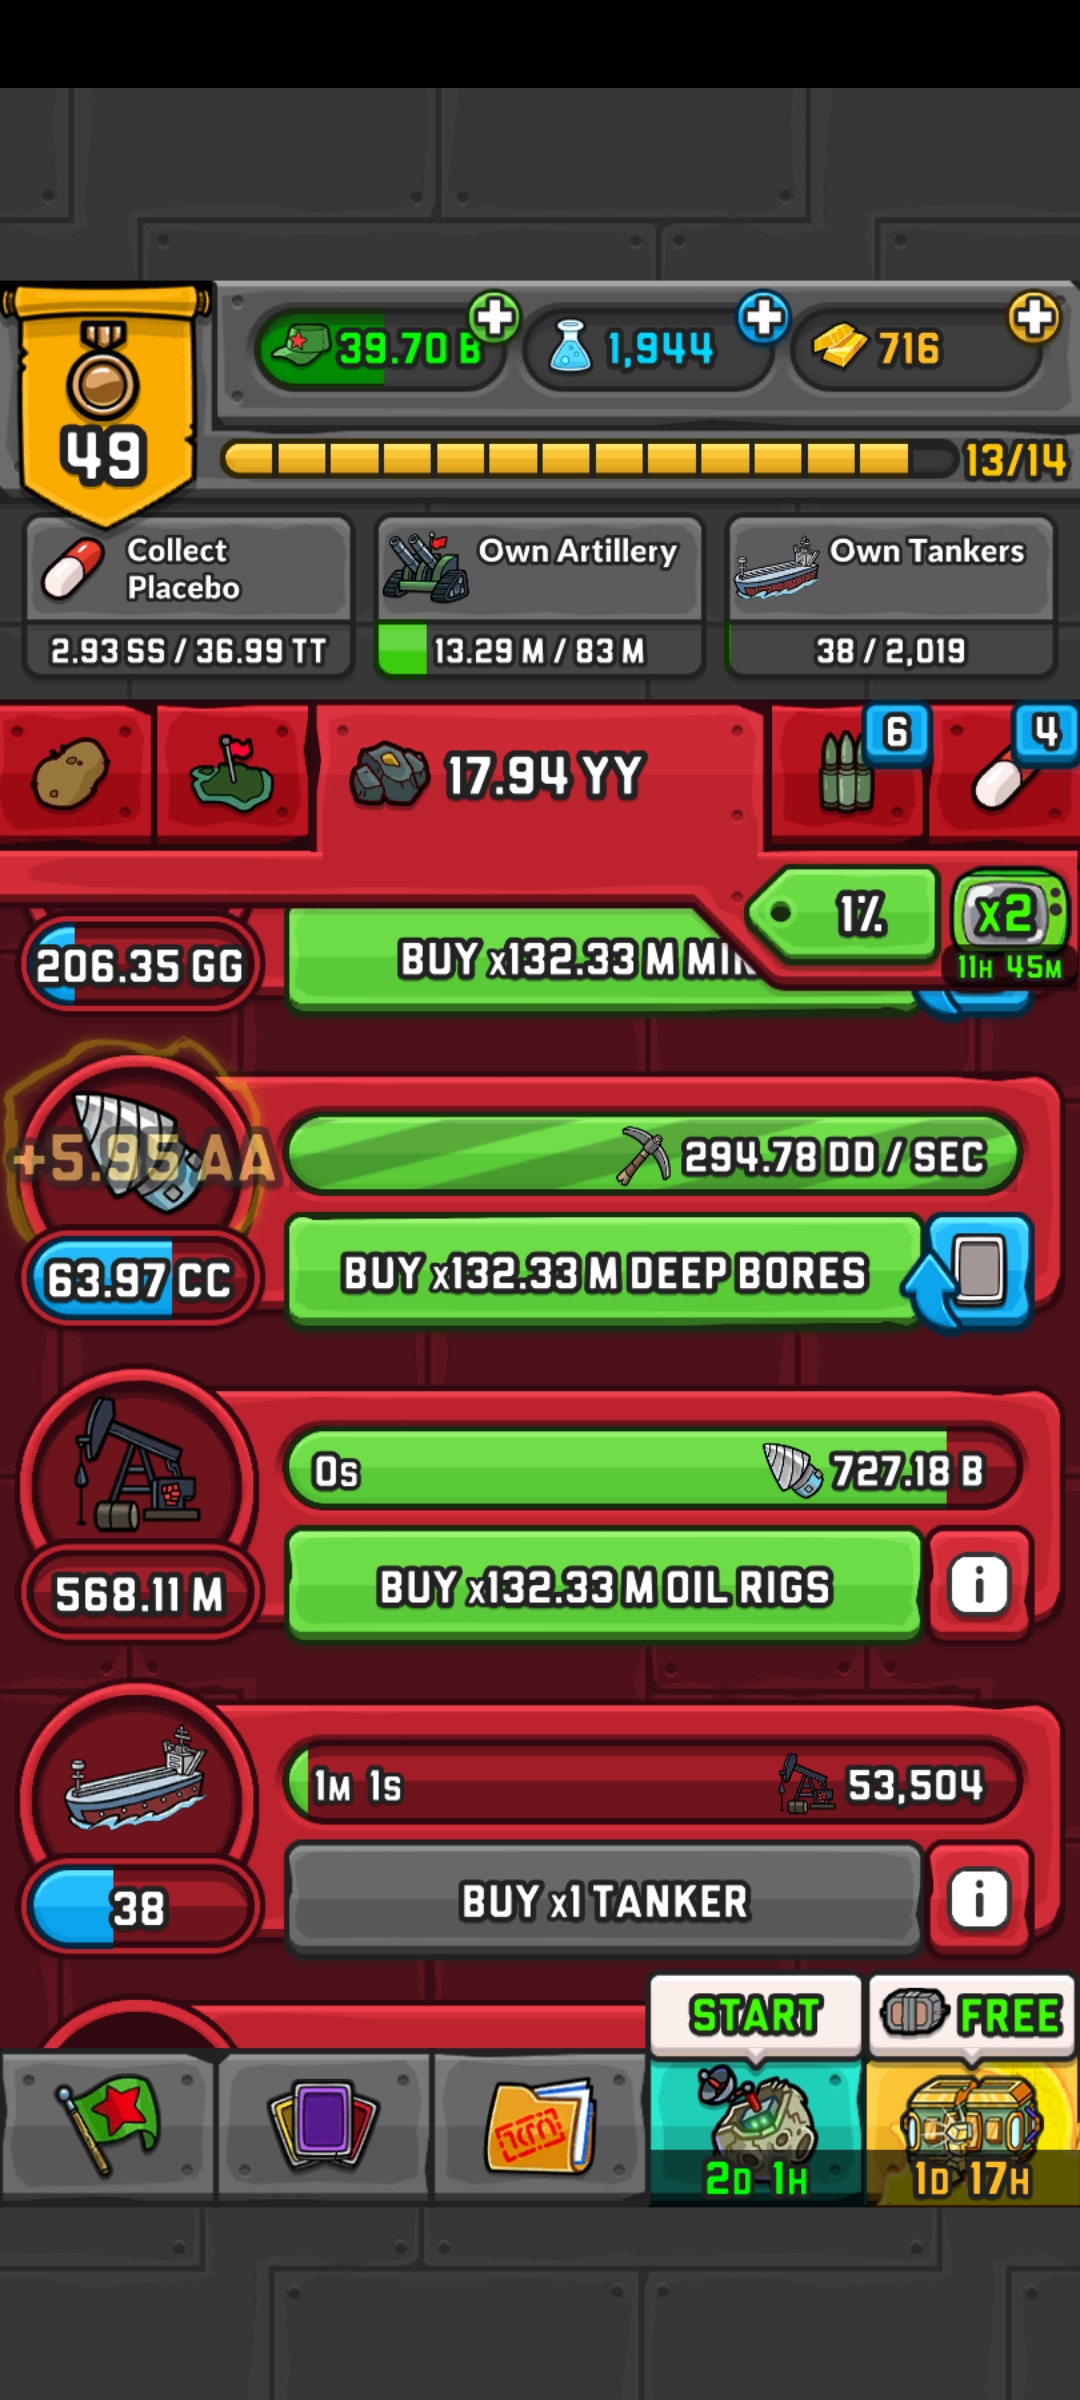 39.70 B
1,944
716
49
13/14
Collect
Placebo
Own Artillery
Own Tankers
2.93 SS / 36.99 TT
13.29 M / 83 M
38 / 2,019
17.94 YY
6
4
1%
x2
11H 45M
206.35 GG
BUY x132.33 M
+5.95 AA
294.78 DD / SEC
63.97 CC
BUY x132.33 M DEEP BORES
0s
727.18 B
568.11 M
BUY x132.33 M OIL RIGS
1M 1s
53,504
38
BUY x1 TANKER
START
FREE
2D 1H
1D 17H